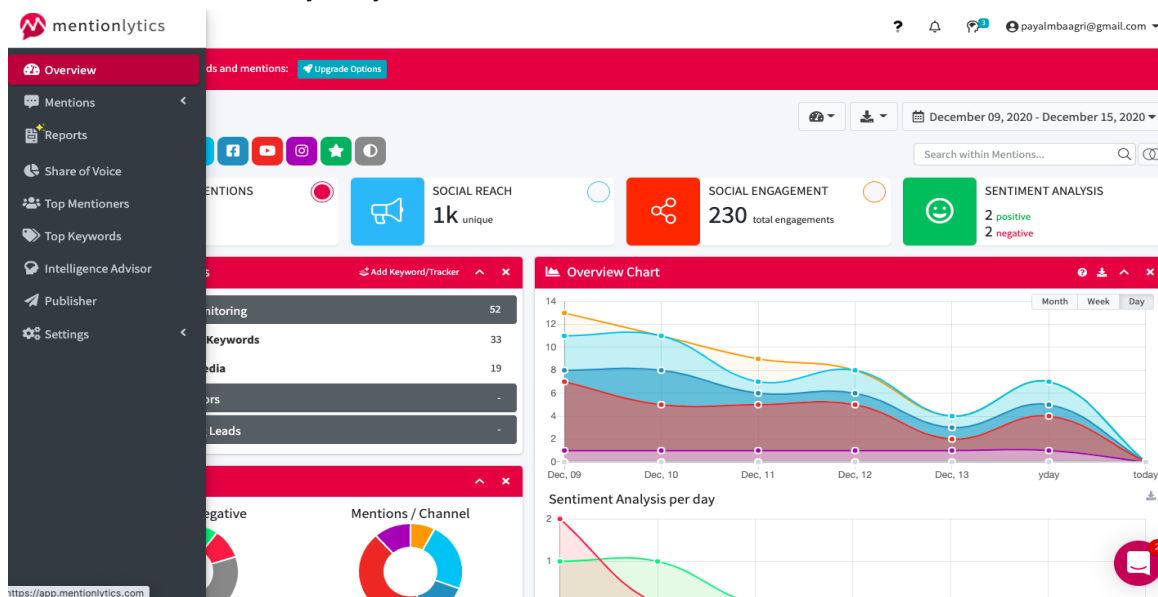 mentionlytics
?
3
payalmbaagri@gmail.com
Overview
ds and mentions:
Upgrade Options
Mentions
Reports
December 09, 2020 - December 15, 2020
Search within Mentions...
Share of Voice
Top Mentioners
Top Keywords
Intelligence Advisor
Publisher
Settings
ENTIONS
SOCIAL REACH
1k unique
SOCIAL ENGAGEMENT
230 total engagements
SENTIMENT ANALYSIS
2 positive
2 negative
s
Add Keyword/Tracker
nitoring 52
Keywords 33
edia 19
ors -
Leads -
Overview Chart
Month Week Day
14
12
10
8
6
4
2
0
Dec, 09 Dec, 10 Dec, 11 Dec, 12 Dec, 13 yday today
egative
Mentions / Channel
Sentiment Analysis per day
2
1
https://app.mentionlytics.com